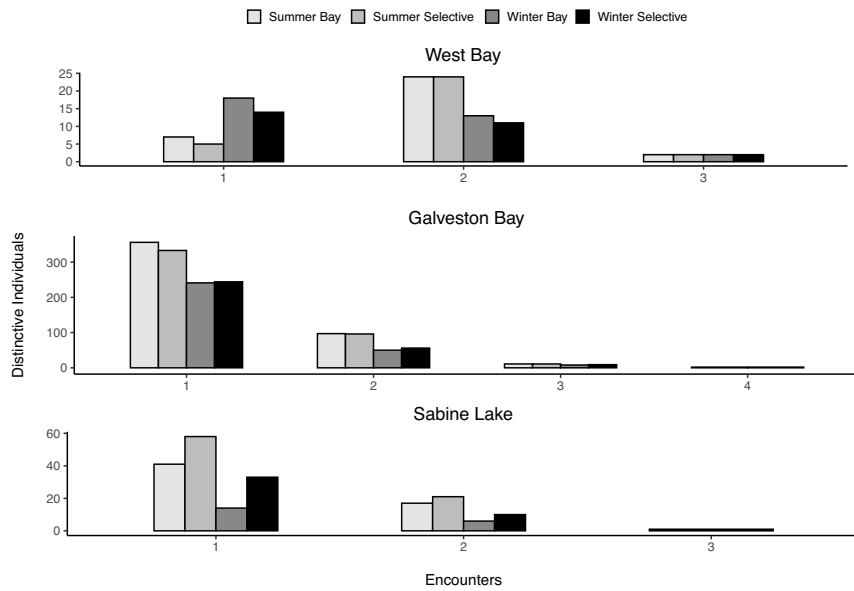 Summer Bay Summer Selective Winter Bay Winter Selective
West Bay
25
20
15
10
5
0
1 2 3
Galveston Bay
300
200
100
0
1 2 3 4
Distinctive Individuals
Sabine Lake
60
40
20
0
1 2 3
Encounters